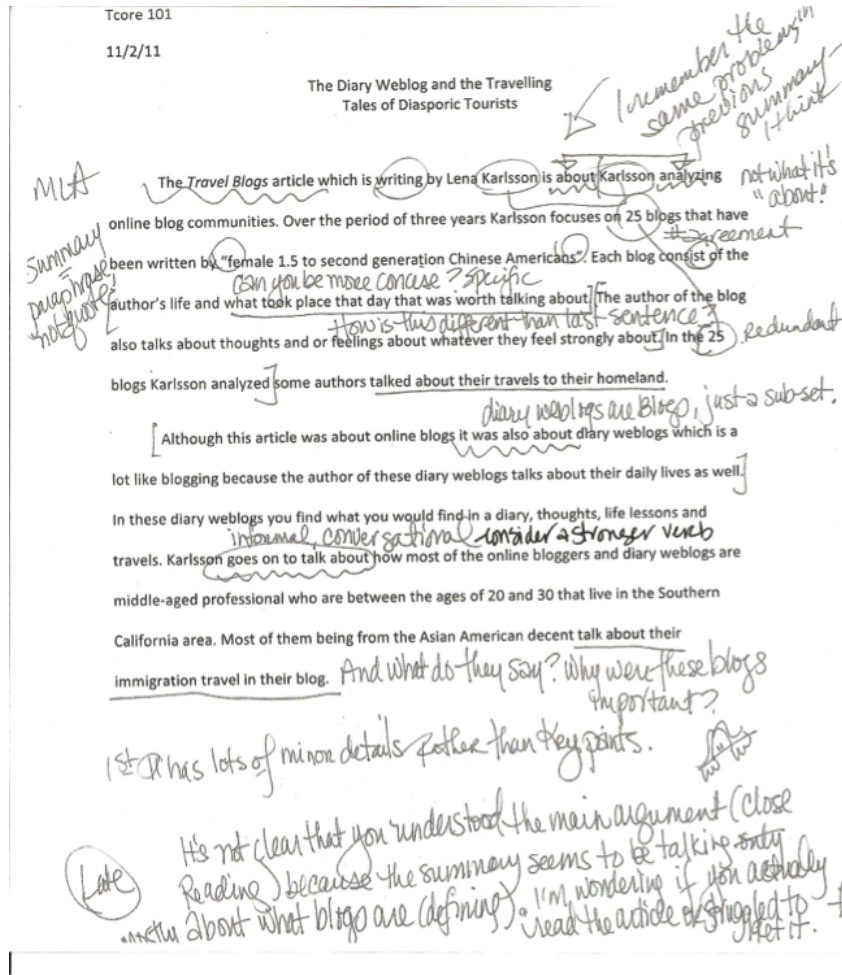 Tcore 101
11/2/11
The Diary Weblog and the Travelling
Tales of Diasporic Tourists
I remember the
same problems in
previous
summary–
I think
MLA
The Travel Blogs article which is writing by Lena Karlsson is about Karlsson analyzing
not what it's
"about!"
online blog communities. Over the period of three years Karlsson focuses on 25 blogs that have
# agreement
Summary
=
paraphrase,
not quote
been written by "female 1.5 to second generation Chinese Americans". Each blog consist of the
Can you be more concise? Specific
author's life and what took place that day that was worth talking about. The author of the blog
How is this different than last sentence?
also talks about thoughts and or feelings about whatever they feel strongly about. In the 25
Redundant
blogs Karlsson analyzed some authors talked about their travels to their homeland.
diary weblogs are Blogs, just a sub-set.
Although this article was about online blogs it was also about diary weblogs which is a
lot like blogging because the author of these diary weblogs talks about their daily lives as well.
In these diary weblogs you find what you would find in a diary, thoughts, life lessons and
informal, conversational consider a stronger verb
travels. Karlsson goes on to talk about how most of the online bloggers and diary weblogs are
middle-aged professional who are between the ages of 20 and 30 that live in the Southern
California area. Most of them being from the Asian American decent talk about their
immigration travel in their blog.
And what do they say? Why were these blogs
important?
1st It has lots of minor details rather than key points.
Late
It's not clear that you understood the main argument (close
Reading) because the summary seems to be talking only
about what blogs are (defining). I'm wondering if you actually
read the article or struggled to
get it.